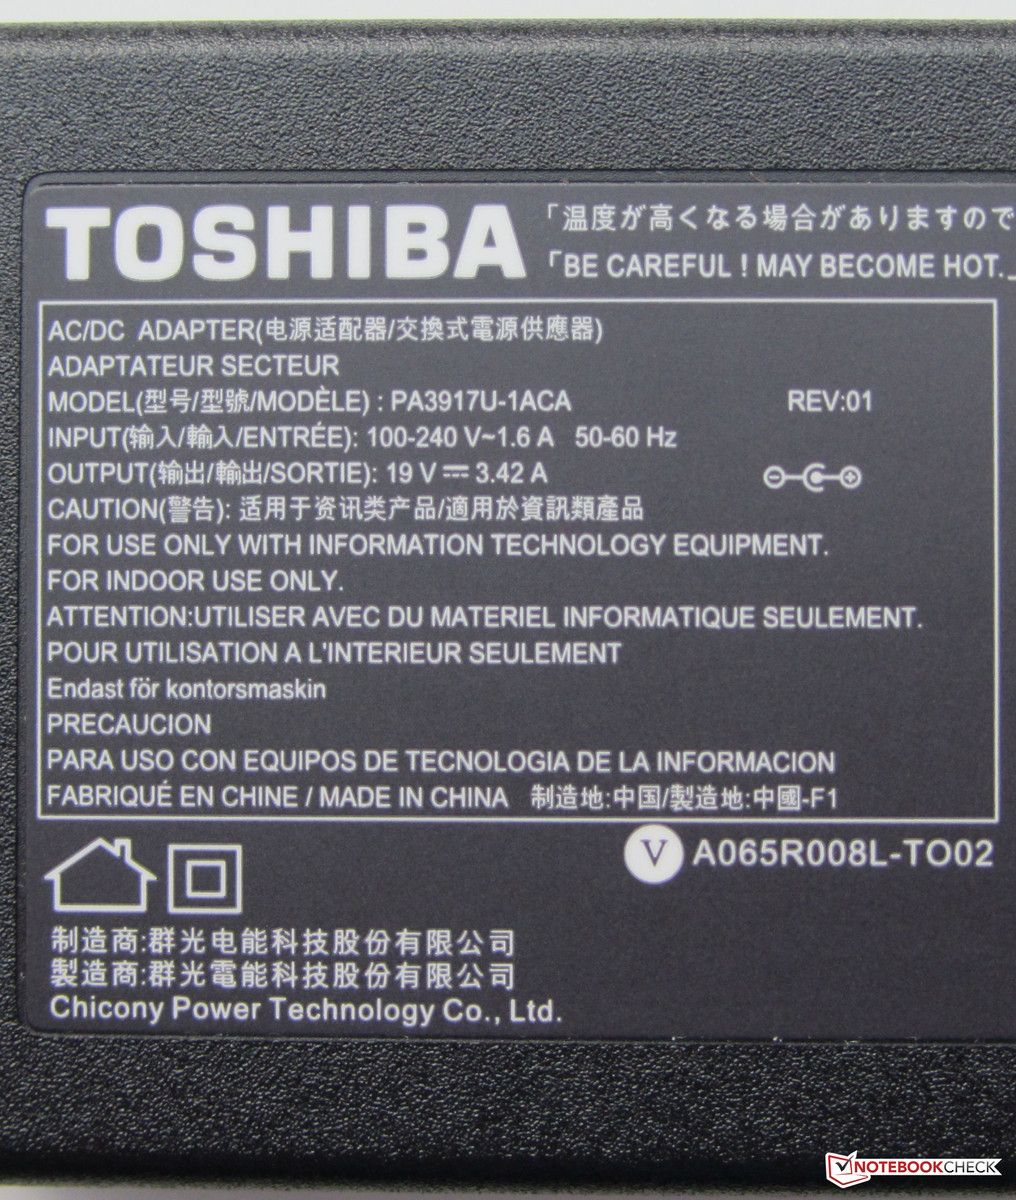 TOSHIBA
「温度が高くなる場合がありますので
「BE CAREFUL ! MAY BECOME HOT.
AC/DC ADAPTER(电源适配器/交換式電源供應器)
ADAPTATEUR SECTEUR
MODEL(型号/型號/MODÈLE) : PA3917U-1ACA REV:01
INPUT(输入/輸入/ENTRÉE): 100-240 V~1.6 A 50-60 Hz
OUTPUT(输出/輸出/SORTIE): 19 V ⎓ 3.42 A
CAUTION(警告): 适用于资讯类产品/適用於資訊類產品
FOR USE ONLY WITH INFORMATION TECHNOLOGY EQUIPMENT.
FOR INDOOR USE ONLY.
ATTENTION:UTILISER AVEC DU MATERIEL INFORMATIQUE SEULEMENT.
POUR UTILISATION A L'INTERIEUR SEULEMENT
Endast för kontorsmaskin
PRECAUCION
PARA USO CON EQUIPOS DE TECNOLOGIA DE LA INFORMACION
FABRIQUÉ EN CHINE / MADE IN CHINA 制造地:中国/製造地:中國-F1
V A065R008L-TO02
制造商:群光电能科技股份有限公司
製造商:群光電能科技股份有限公司
Chicony Power Technology Co., Ltd.
NOTEBOOKCHECK